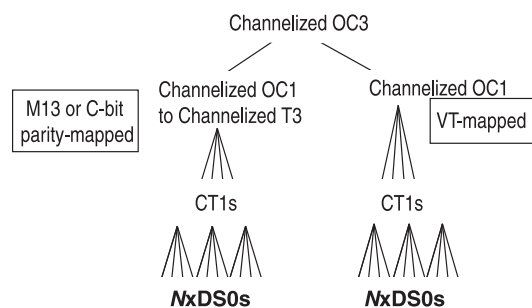 Channelized OC3
Channelized OC1
to Channelized T3
M13 or C-bit
parity-mapped
Channelized OC1
VT-mapped
CT1s
CT1s
NxDS0s
NxDS0s